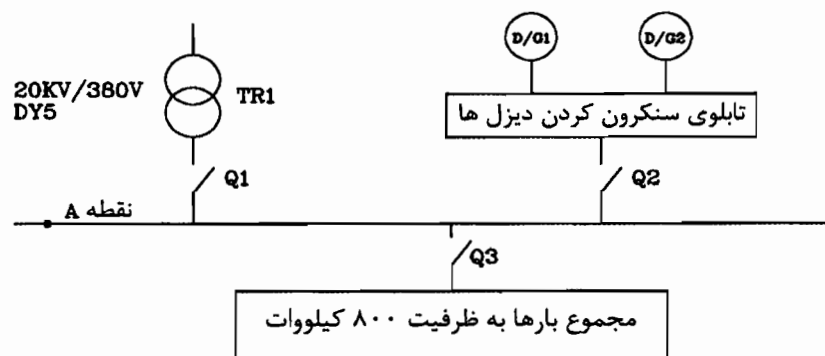 D/G1 D/G2
20KV/380V
DY5
TR1
تابلوی سنکرون کردن دیزل ها
Q1
Q2
نقطه A
Q3
مجموع بارها به ظرفیت ۸۰۰ کیلووات